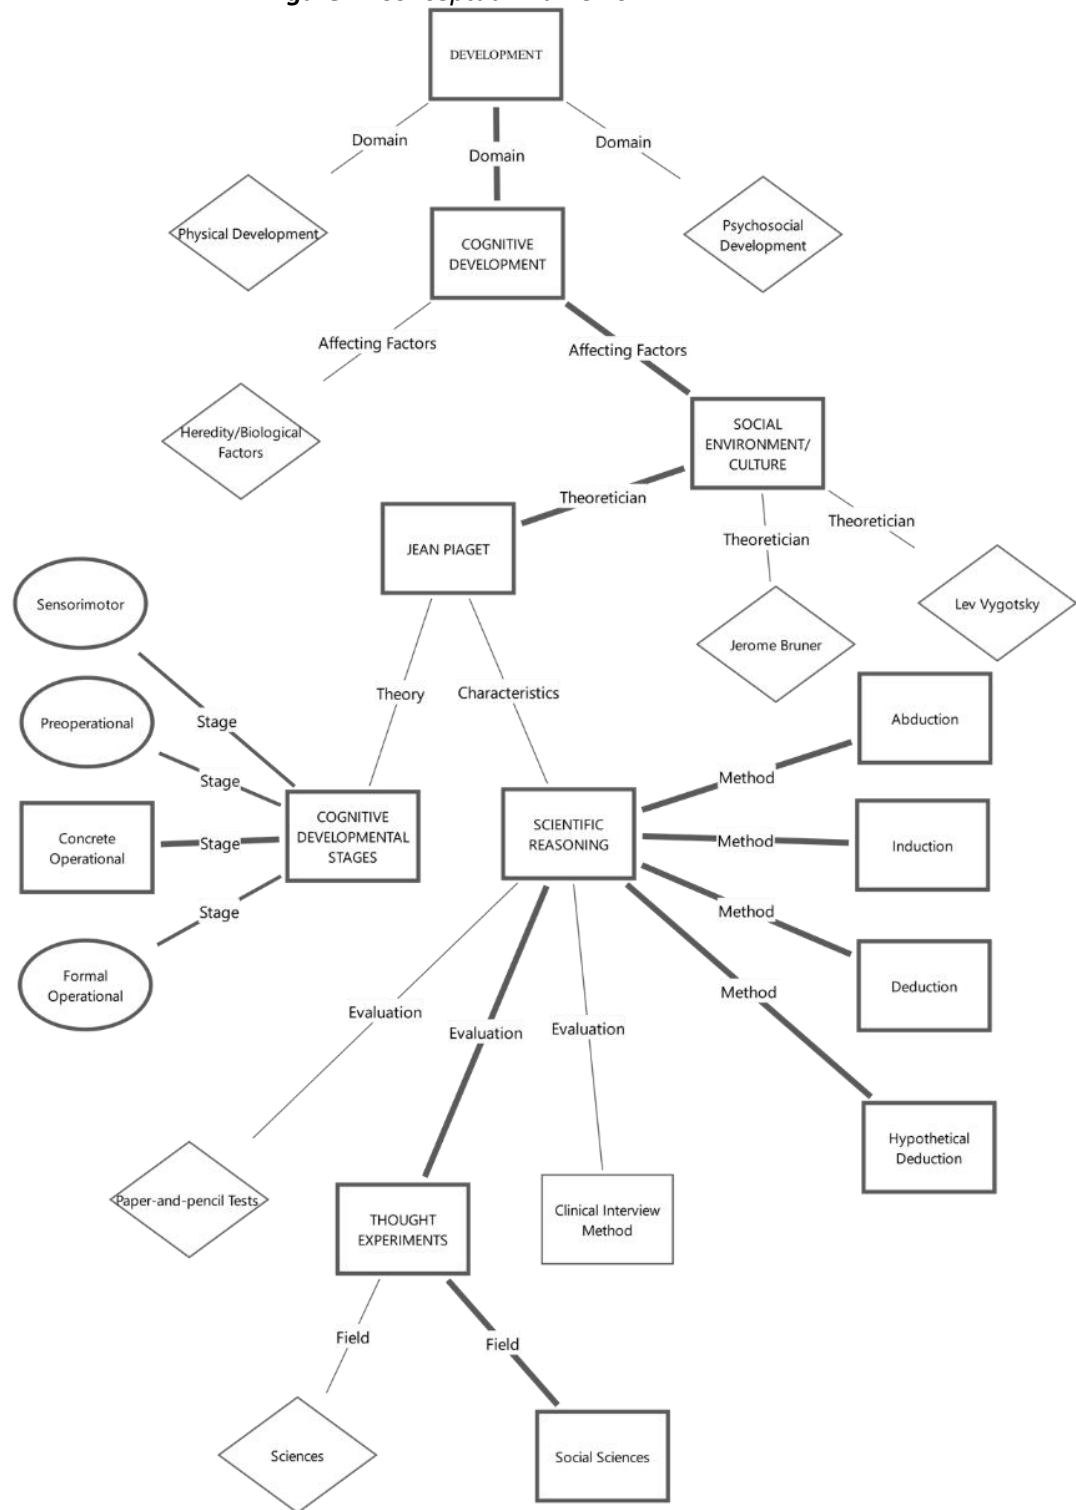 DEVELOPMENT
Domain
Domain
Domain
Physical Development
COGNITIVE
DEVELOPMENT
Psychosocial
Development
Affecting Factors
Affecting Factors
Heredity/Biological
Factors
SOCIAL
ENVIRONMENT/
CULTURE
Theoretician
Theoretician
Theoretician
JEAN PIAGET
Jerome Bruner
Lev Vygotsky
Theory
Characteristics
Sensorimotor
Stage
Preoperational
Stage
Concrete
Operational
Stage
Formal
Operational
Stage
COGNITIVE
DEVELOPMENTAL
STAGES
SCIENTIFIC
REASONING
Method
Abduction
Method
Induction
Method
Deduction
Method
Hypothetical
Deduction
Evaluation
Evaluation
Evaluation
Paper-and-pencil Tests
THOUGHT
EXPERIMENTS
Clinical Interview
Method
Field
Field
Sciences
Social Sciences